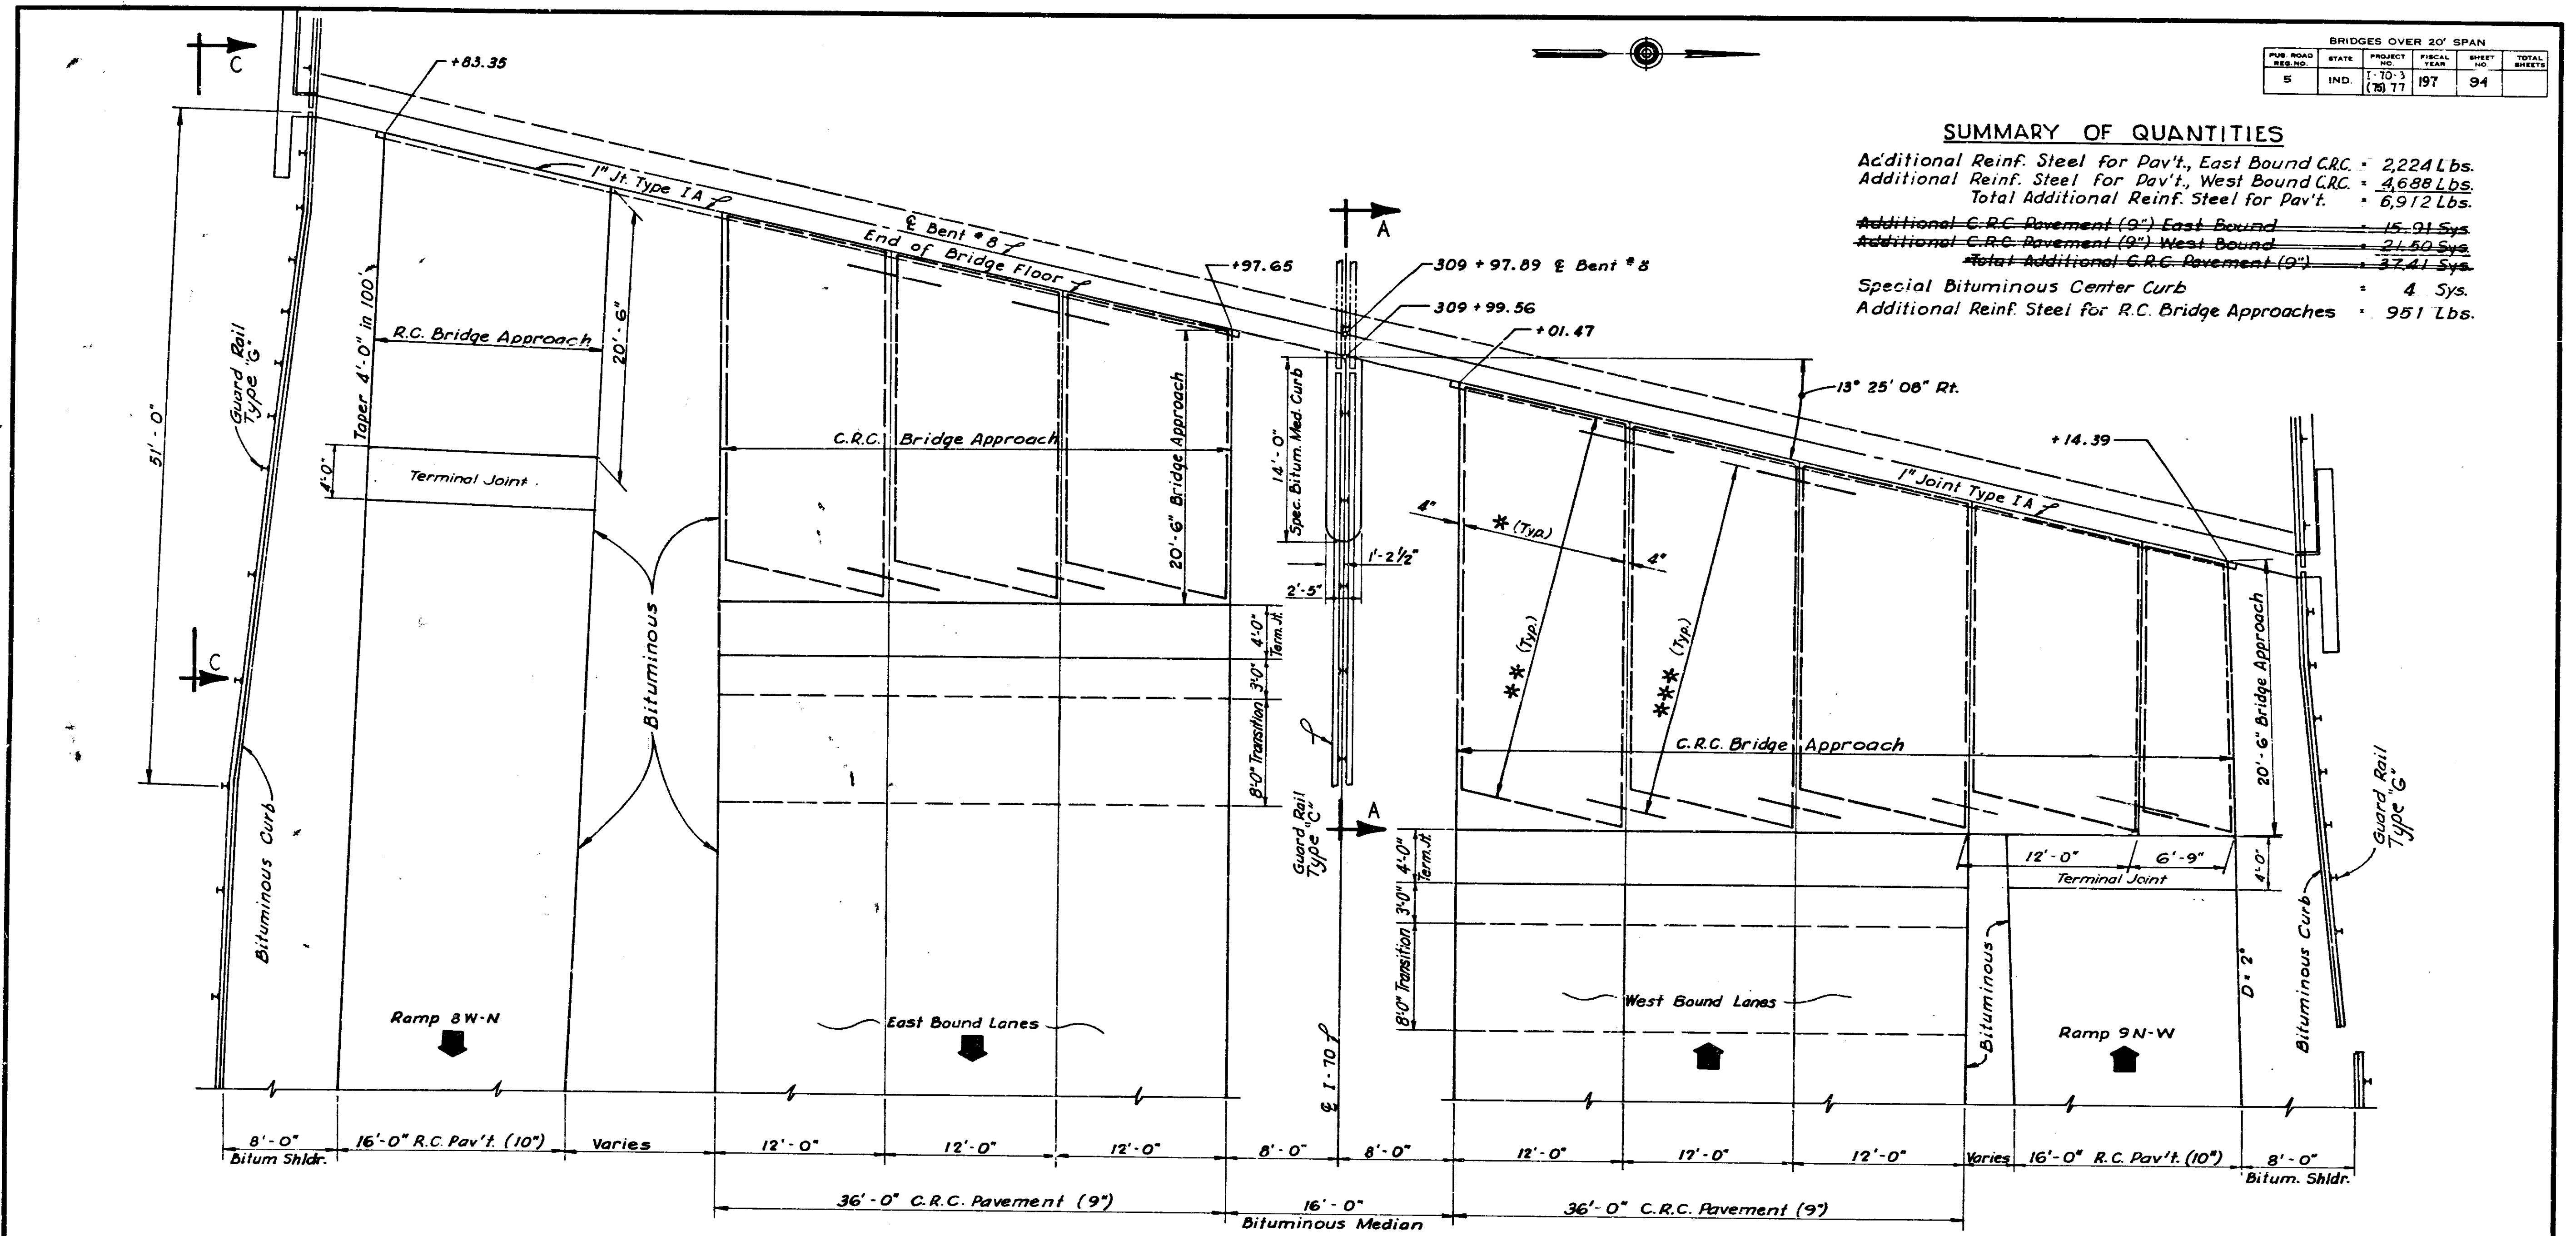 BRIDGES OVER 20' SPAN
PUB. ROAD REG. NO. STATE PROJECT NO. FISCAL YEAR SHEET NO. TOTAL SHEETS
5 IND. I-70-3 (75) 77 197 94
SUMMARY OF QUANTITIES
Additional Reinf. Steel for Pav't., East Bound C.R.C. = 2,224 Lbs.
Additional Reinf. Steel for Pav't., West Bound C.R.C. = 4,688 Lbs.
Total Additional Reinf. Steel for Pav't. = 6,912 Lbs.
Additional C.R.C. Pavement (9") East Bound = 15.91 Sys.
Additional C.R.C. Pavement (9") West Bound = 21.50 Sys.
Total Additional C.R.C. Pavement (9") = 37.41 Sys.
Special Bituminous Center Curb = 4 Sys.
Additional Reinf. Steel for R.C. Bridge Approaches = 951 Lbs.
C
+83.35
1" Jt. Type I A
℄ Bent #8
End of Bridge Floor
A
+97.65
309 + 97.89 ℄ Bent #8
309 + 99.56
+01.47
13° 25' 08" Rt.
+14.39
1" Joint Type I A
51'-0"
Guard Rail
Type "G"
Taper 4'-0" in 100'
R.C. Bridge Approach
20'-6"
4'-0"
Terminal Joint
C
Bituminous
C.R.C. Bridge Approach
20'-6" Bridge Approach
14'-0"
Spec. Bitum. Med. Curb
1'-2½"
2'-5"
4'-0"
Term. Jt.
3'-0"
8'-0" Transition
Guard Rail
Type "C"
A
4"
* (Typ.)
4"
** (Typ.)
*** (Typ.)
C.R.C. Bridge Approach
20'-6" Bridge Approach
Guard Rail
Type "G"
12'-0"
6'-9"
Terminal Joint
4'-0"
4'-0"
Term. Jt.
3'-0"
8'-0" Transition
Bituminous Curb
Ramp 8W-N
East Bound Lanes
℄ I-70
West Bound Lanes
Bituminous
Ramp 9N-W
D = 2°
Bituminous Curb
8'-0"
Bitum Shldr.
16'-0" R.C. Pav't. (10")
Varies
12'-0"
12'-0"
12'-0"
8'-0"
8'-0"
12'-0"
12'-0"
12'-0"
Varies
16'-0" R.C. Pav't. (10")
8'-0"
Bitum. Shldr.
36'-0" C.R.C. Pavement (9")
16'-0"
Bituminous Median
36'-0" C.R.C. Pavement (9")